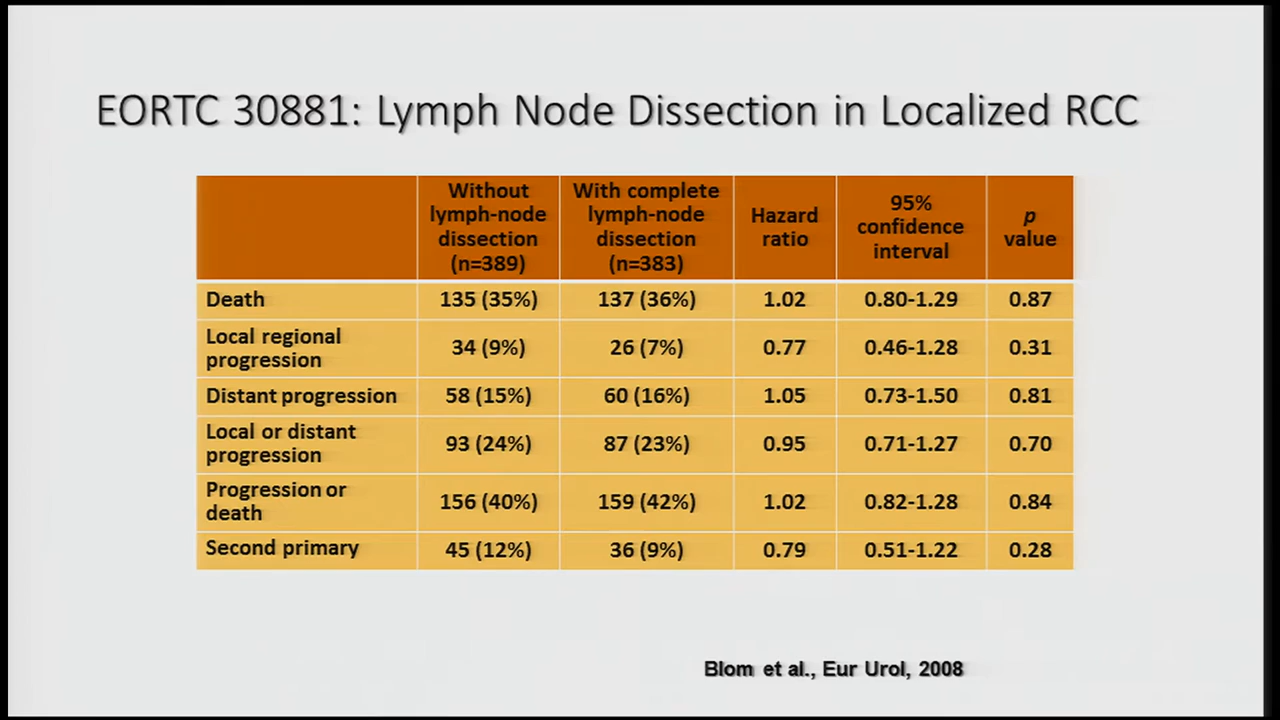 EORTC 30881: Lymph Node Dissection in Localized RCC
Without lymph-node dissection (n=389) With complete lymph-node dissection (n=383) Hazard ratio 95% confidence interval p value
Death 135 (35%) 137 (36%) 1.02 0.80-1.29 0.87
Local regional progression 34 (9%) 26 (7%) 0.77 0.46-1.28 0.31
Distant progression 58 (15%) 60 (16%) 1.05 0.73-1.50 0.81
Local or distant progression 93 (24%) 87 (23%) 0.95 0.71-1.27 0.70
Progression or death 156 (40%) 159 (42%) 1.02 0.82-1.28 0.84
Second primary 45 (12%) 36 (9%) 0.79 0.51-1.22 0.28
Blom et al., Eur Urol, 2008